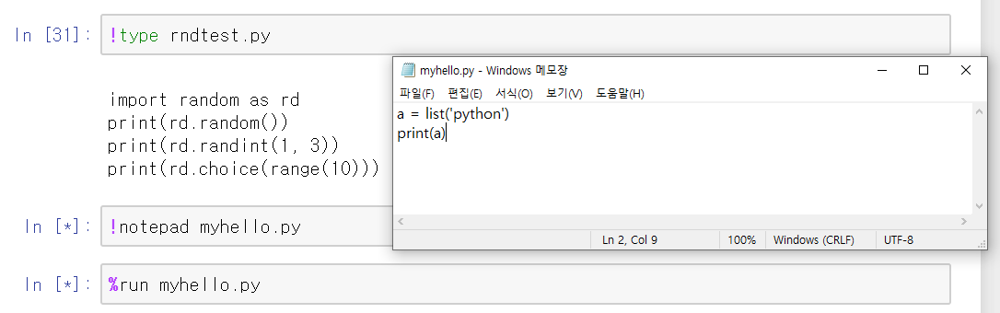 In [31]: !type rndtest.py
import random as rd
print(rd.random())
print(rd.randint(1, 3))
print(rd.choice(range(10)))
myhello.py - Windows 메모장
파일(F) 편집(E) 서식(O) 보기(V) 도움말(H)
a = list('python')
print(a)
Ln 2, Col 9 100% Windows (CRLF) UTF-8
In [*]: !notepad myhello.py
In [*]: %run myhello.py